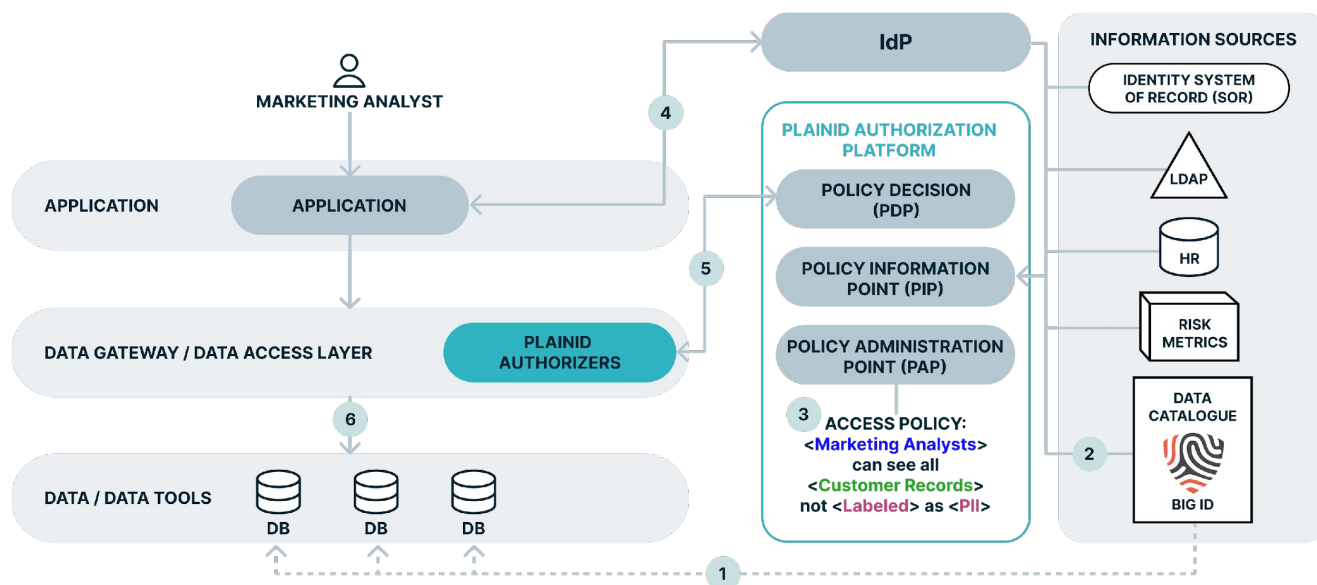 IdP
INFORMATION SOURCES
IDENTITY SYSTEM
OF RECORD (SOR)
MARKETING ANALYST
4
PLAINID AUTHORIZATION
PLATFORM
LDAP
APPLICATION
APPLICATION
POLICY DECISION
(PDP)
5
POLICY INFORMATION
POINT (PIP)
HR
DATA GATEWAY / DATA ACCESS LAYER
PLAINID
AUTHORIZERS
POLICY ADMINISTRATION
POINT (PAP)
RISK
METRICS
6
3
ACCESS POLICY:
<Marketing Analysts>
can see all
<Customer Records>
not <Labeled> as <PII>
2
DATA
CATALOGUE
BIG ID
DATA / DATA TOOLS
DB
DB
DB
1